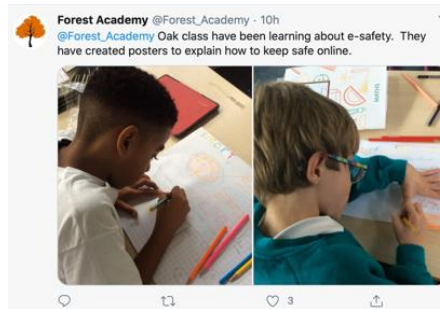 Forest Academy @Forest_Academy · 10h
@Forest_Academy Oak class have been learning about e-safety.  They
have created posters to explain how to keep safe online.
3